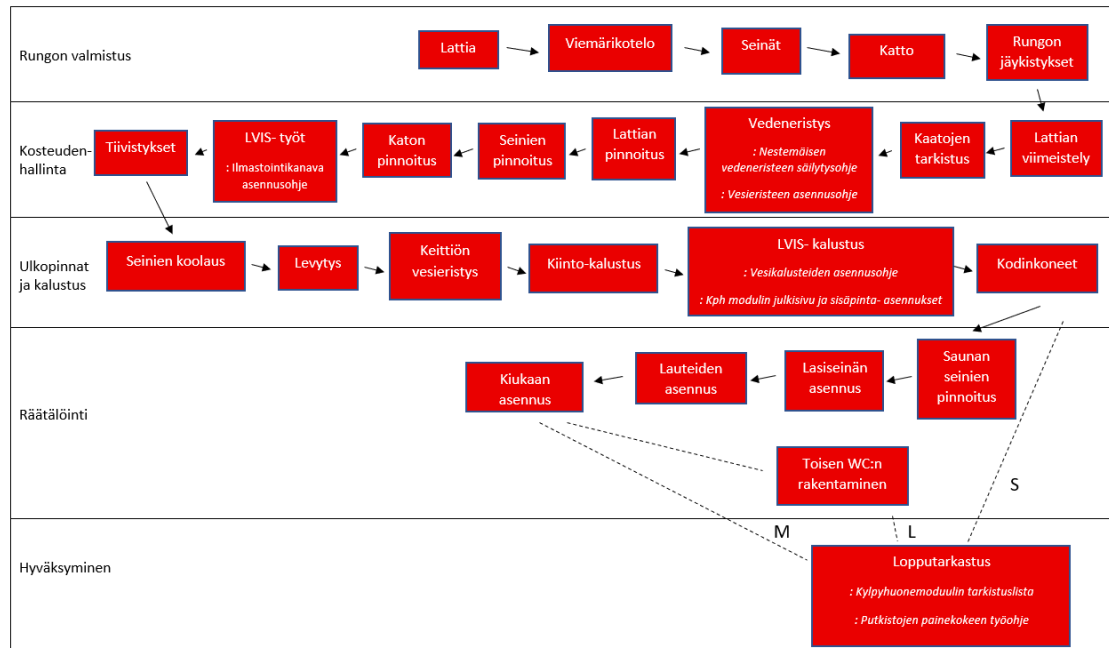 Rungon valmistus
Lattia
Viemärikotelo
Seinät
Katto
Rungon
jäykistykset
Kosteuden-
hallinta
Tiivistykset
LVIS- työt
: Ilmastointikanava
asennusohje
Katon
pinnoitus
Seinien
pinnoitus
Lattian
pinnoitus
Vedeneristys
: Nestemäisen
vedeneristeen säilytysohje
: Vesieristeen asennusohje
Kaatojen
tarkistus
Lattian
viimeistely
Ulkopinnat
ja kalustus
Seinien koolaus
Levytys
Keittiön
vesieristys
Kiinto-kalustus
LVIS- kalustus
: Vesikalusteiden asennusohje
: Kph modulin julkisivu ja sisäpinta- asennukset
Kodinkoneet
Räätälöinti
Kiukaan
asennus
Lauteiden
asennus
Lasiseinän
asennus
Saunan
seinien
pinnoitus
Toisen WC:n
rakentaminen
S
M
L
Hyväksyminen
Lopputarkastus
: Kylpyhuonemoduulin tarkistuslista
: Putkistojen painekokeen työohje